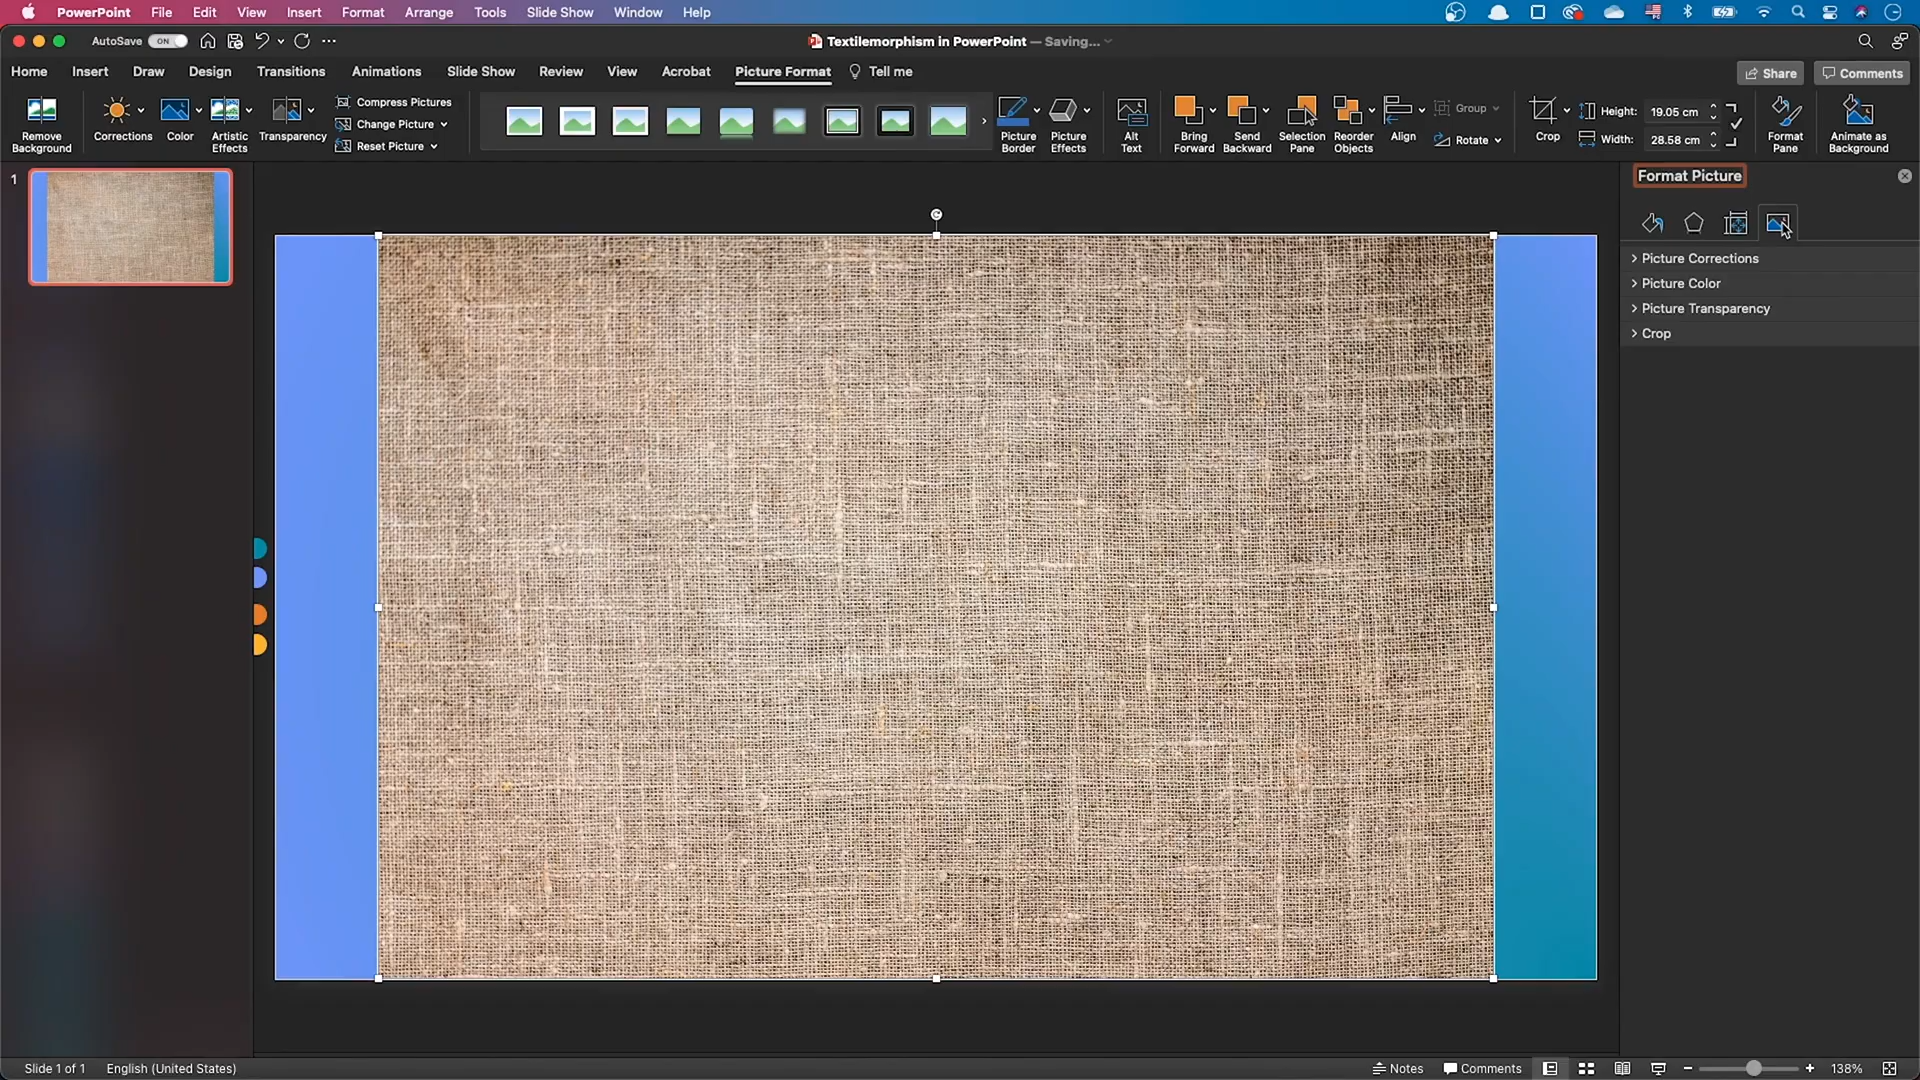 PowerPoint File Edit View Insert Format Arrange Tools Slide Show Window Help
AutoSave ON
Textilemorphism in PowerPoint — Saving...
Home Insert Draw Design Transitions Animations Slide Show Review View Acrobat Picture Format Tell me
Share Comments
Remove Background
Corrections
Color
Artistic Effects
Transparency
Compress Pictures
Change Picture
Reset Picture
Picture Border
Picture Effects
Alt Text
Bring Forward
Send Backward
Selection Pane
Reorder Objects
Align
Group
Rotate
Crop
Height: 19.05 cm
Width: 28.58 cm
Format Pane
Animate as Background
1
Format Picture
Picture Corrections
Picture Color
Picture Transparency
Crop
Slide 1 of 1 English (United States)
Notes Comments 138%